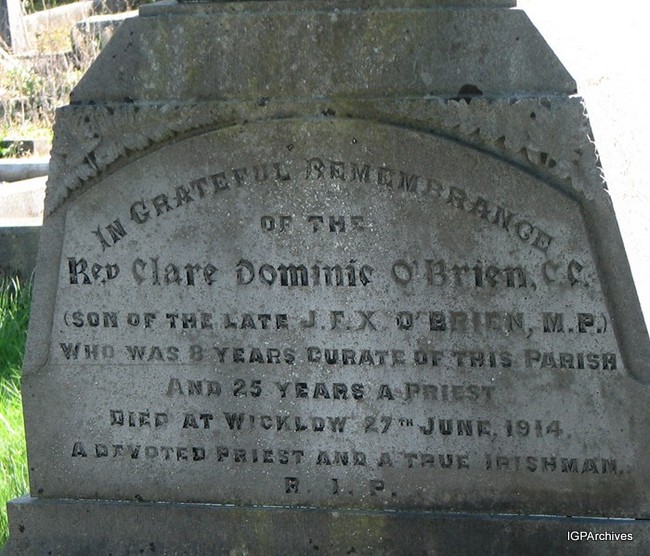 IN GRATEFUL REMEMBRANCE
OF THE
Rev Clare Dominic O'Brien, C.C.
(SON OF THE LATE J.F.X O'BRIEN, M.P.)
WHO WAS 8 YEARS CURATE OF THIS PARISH
AND 25 YEARS A PRIEST
DIED AT WICKLOW 27TH JUNE, 1914.
A DEVOTED PRIEST AND A TRUE IRISHMAN.
R. I. P.
IGPArchives